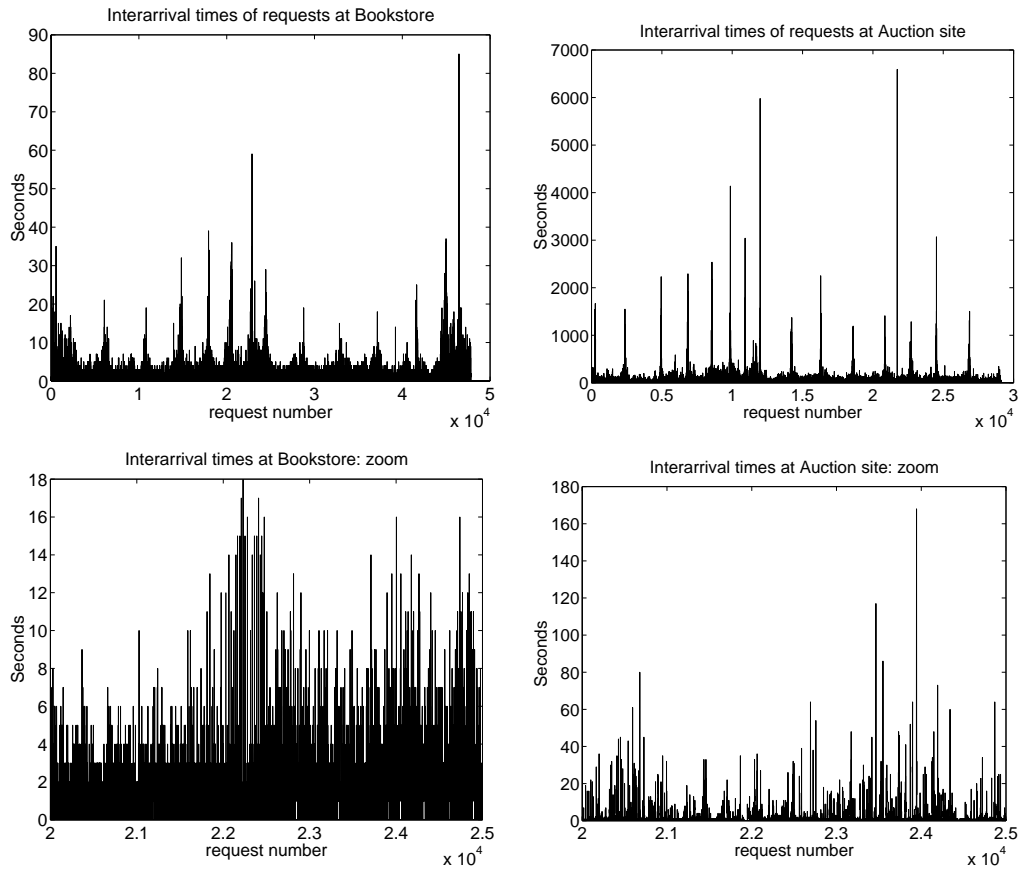 Interarrival times of requests at Bookstore
90
80
70
60
50
40
30
20
10
0
Seconds
0 1 2 3 4 5
request number
x 10^4
Interarrival times of requests at Auction site
7000
6000
5000
4000
3000
2000
1000
0
Seconds
0 0.5 1 1.5 2 2.5 3
request number
x 10^4
Interarrival times at Bookstore: zoom
18
16
14
12
10
8
6
4
2
0
Seconds
2 2.1 2.2 2.3 2.4 2.5
request number
x 10^4
Interarrival times at Auction site: zoom
180
160
140
120
100
80
60
40
20
0
Seconds
2 2.1 2.2 2.3 2.4 2.5
request number
x 10^4